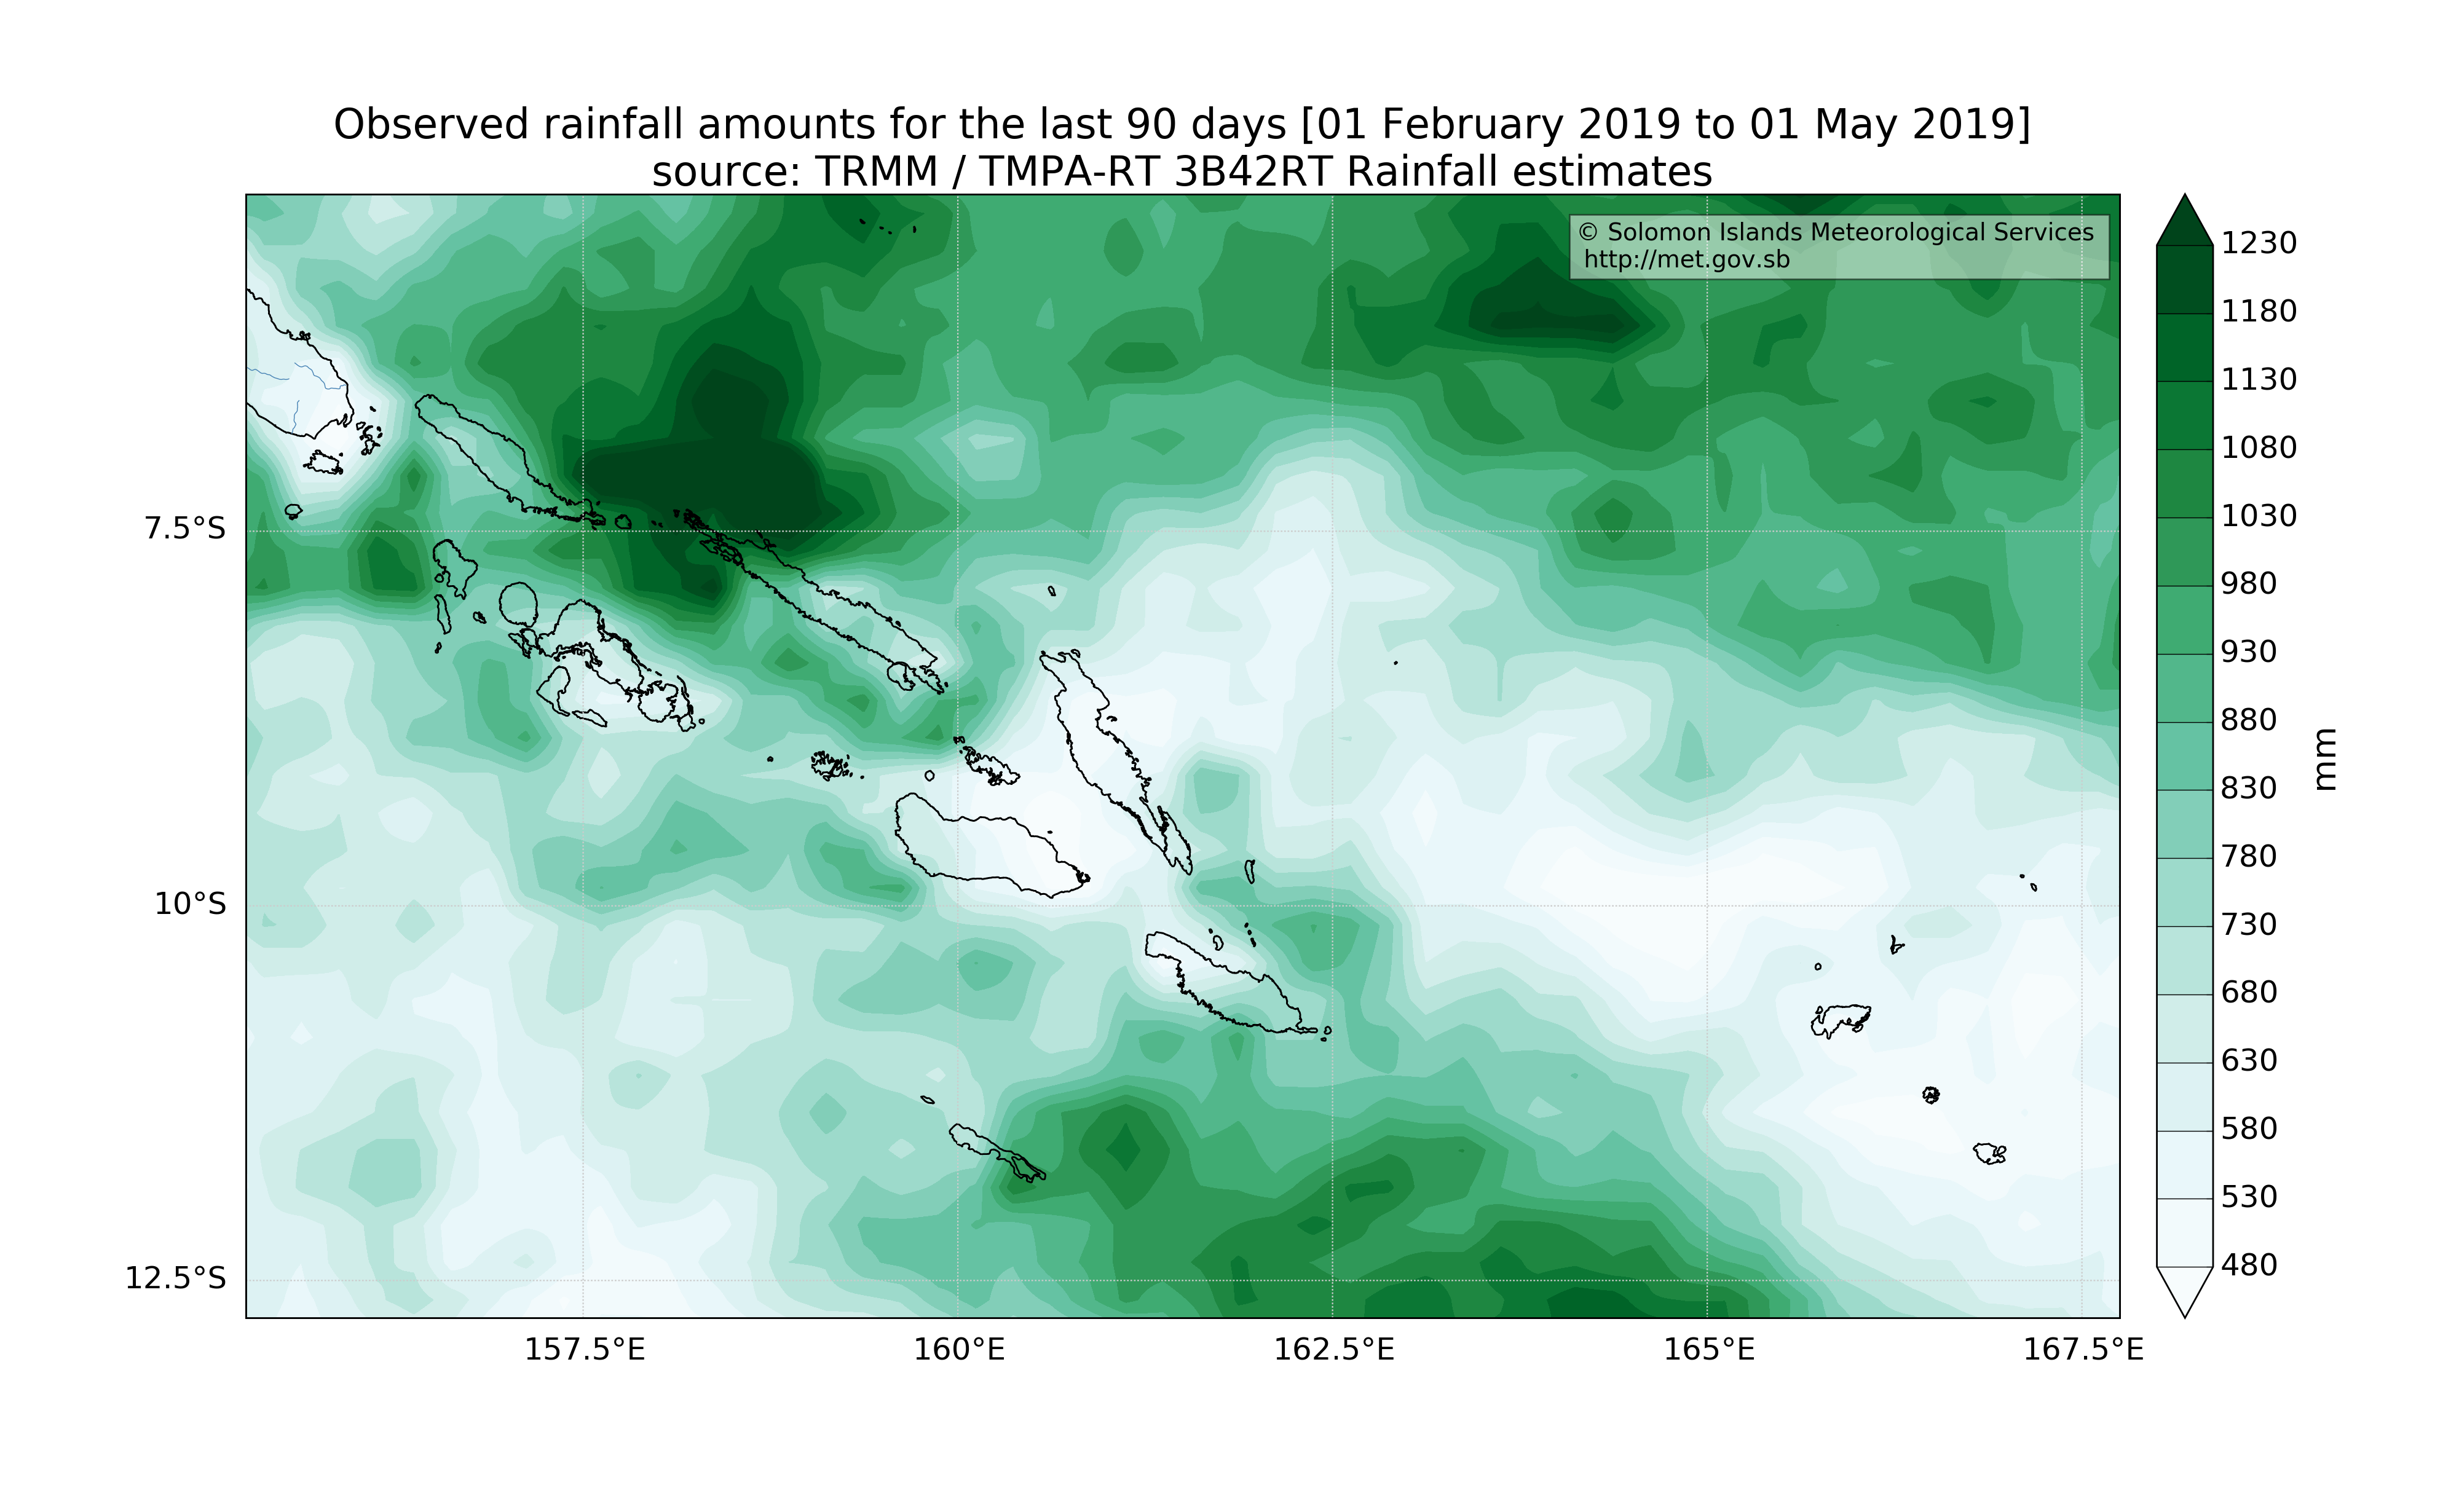 Observed rainfall amounts for the last 90 days [01 February 2019 to 01 May 2019]
source: TRMM / TMPA-RT 3B42RT Rainfall estimates
© Solomon Islands Meteorological Services
http://met.gov.sb
7.5°S
10°S
12.5°S
157.5°E
160°E
162.5°E
165°E
167.5°E
1230
1180
1130
1080
1030
980
930
880
830
780
730
680
630
580
530
480
mm